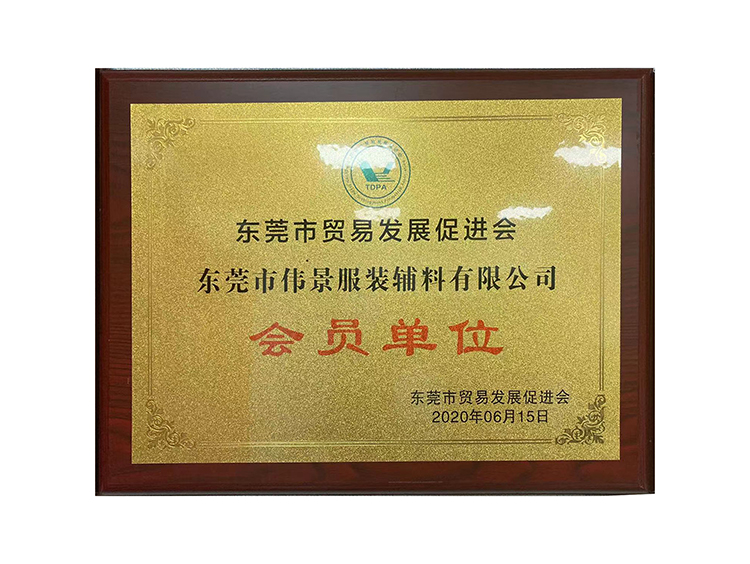 TDPA
东莞市贸易发展促进会
东莞市伟景服装辅料有限公司
会员单位
东莞市贸易发展促进会
2020年06月15日